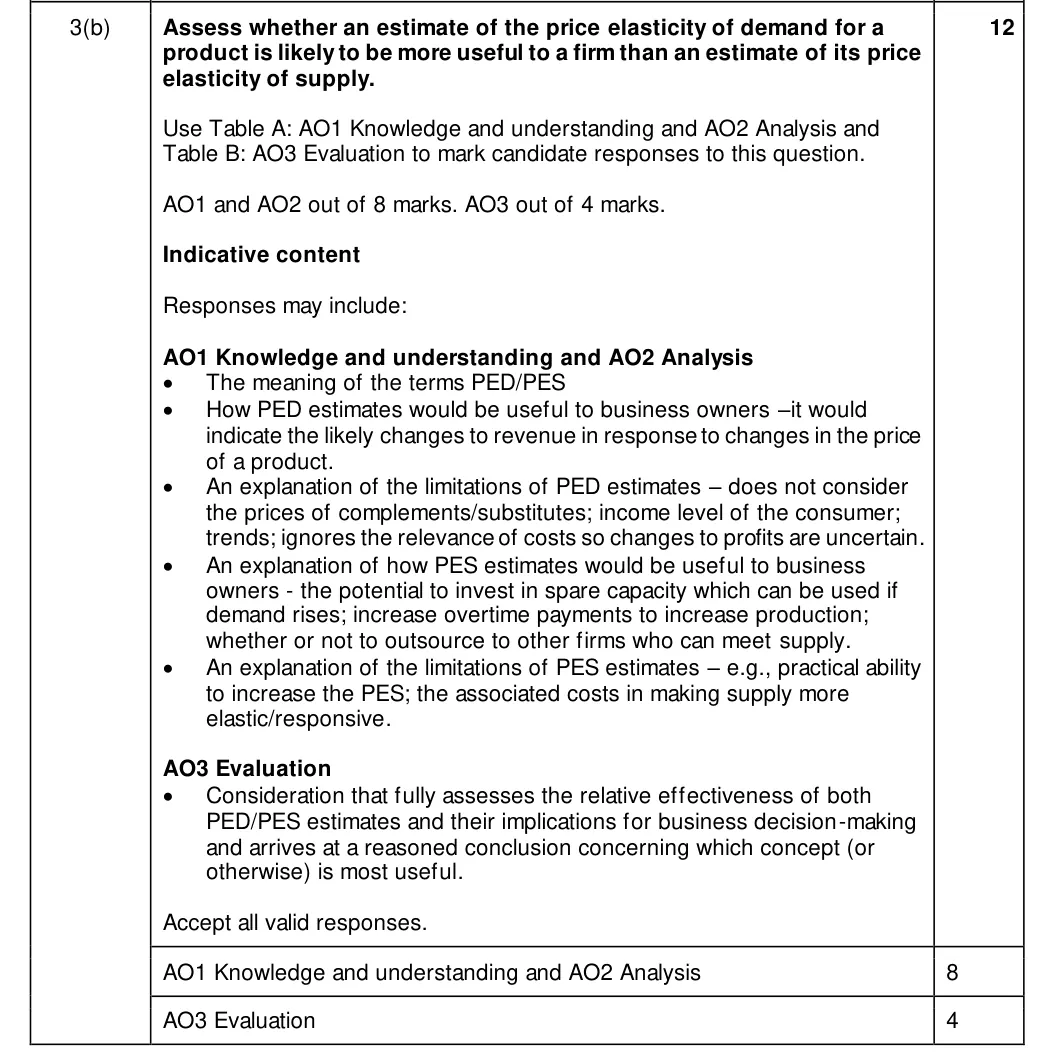 3(b) Assess whether an estimate of the price elasticity of demand for a 12
product is likely to be more useful to a firm than an estimate of its price
elasticity of supply.
Use Table A: AO1 Knowledge and understanding and AO2 Analysis and
Table B: AO3 Evaluation to mark candidate responses to this question.
AO1 and AO2 out of 8 marks. AO3 out of 4 marks.
Indicative content
Responses may include:
AO1 Knowledge and understanding and AO2 Analysis
• The meaning of the terms PED/PES
• How PED estimates would be useful to business owners –it would
indicate the likely changes to revenue in response to changes in the price
of a product.
• An explanation of the limitations of PED estimates – does not consider
the prices of complements/substitutes; income level of the consumer;
trends; ignores the relevance of costs so changes to profits are uncertain.
• An explanation of how PES estimates would be useful to business
owners - the potential to invest in spare capacity which can be used if
demand rises; increase overtime payments to increase production;
whether or not to outsource to other firms who can meet supply.
• An explanation of the limitations of PES estimates – e.g., practical ability
to increase the PES; the associated costs in making supply more
elastic/responsive.
AO3 Evaluation
• Consideration that fully assesses the relative effectiveness of both
PED/PES estimates and their implications for business decision-making
and arrives at a reasoned conclusion concerning which concept (or
otherwise) is most useful.
Accept all valid responses.
AO1 Knowledge and understanding and AO2 Analysis 8
AO3 Evaluation 4